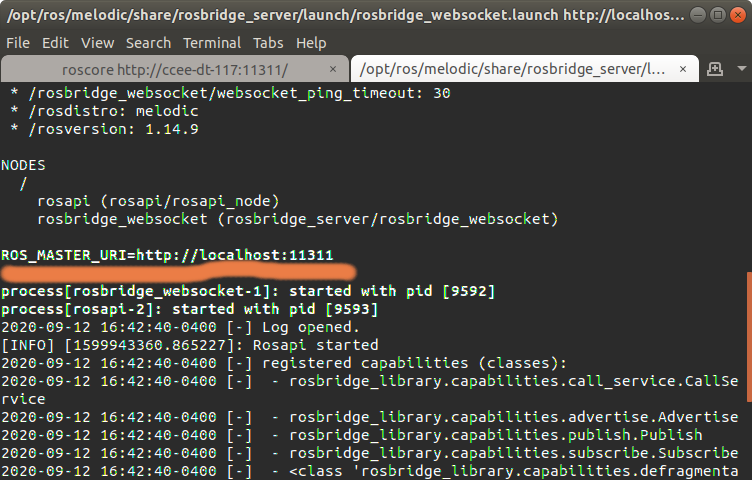 /opt/ros/melodic/share/rosbridge_server/launch/rosbridge_websocket.launch http://localhos...
File Edit View Search Terminal Tabs Help
roscore http://ccee-dt-117:11311/ × /opt/ros/melodic/share/rosbridge_server/l... ×
* /rosbridge_websocket/websocket_ping_timeout: 30
* /rosdistro: melodic
* /rosversion: 1.14.9
NODES
/
rosapi (rosapi/rosapi_node)
rosbridge_websocket (rosbridge_server/rosbridge_websocket)
ROS_MASTER_URI=http://localhost:11311
process[rosbridge_websocket-1]: started with pid [9592]
process[rosapi-2]: started with pid [9593]
2020-09-12 16:42:40-0400 [-] Log opened.
[INFO] [1599943360.865227]: Rosapi started
2020-09-12 16:42:40-0400 [-] registered capabilities (classes):
2020-09-12 16:42:40-0400 [-]  - rosbridge_library.capabilities.call_service.CallSe
rvice
2020-09-12 16:42:40-0400 [-]  - rosbridge_library.capabilities.advertise.Advertise
2020-09-12 16:42:40-0400 [-]  - rosbridge_library.capabilities.publish.Publish
2020-09-12 16:42:40-0400 [-]  - rosbridge_library.capabilities.subscribe.Subscribe
2020-09-12 16:42:40-0400 [-]  - <class 'rosbridge_library.capabilities.defragmenta